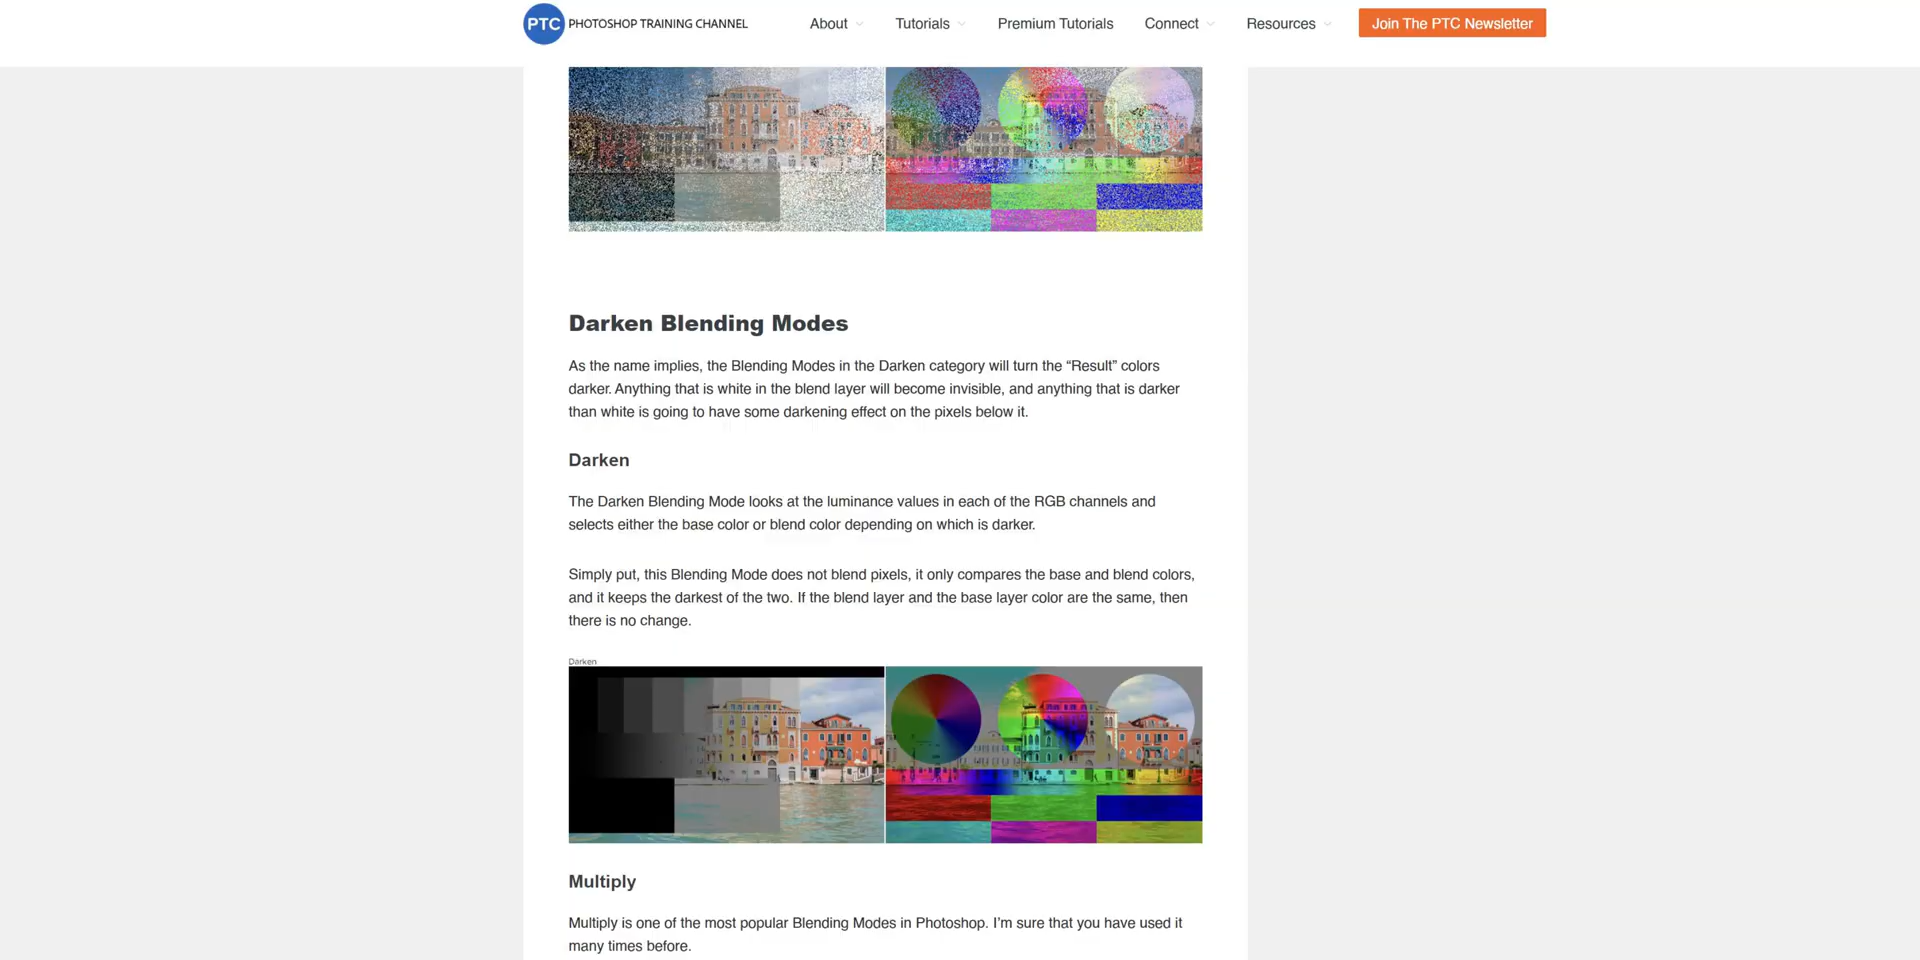 PTC PHOTOSHOP TRAINING CHANNEL About Tutorials Premium Tutorials Connect Resources Join The PTC Newsletter
Darken Blending Modes
As the name implies, the Blending Modes in the Darken category will turn the “Result” colors
darker. Anything that is white in the blend layer will become invisible, and anything that is darker
than white is going to have some darkening effect on the pixels below it.
Darken
The Darken Blending Mode looks at the luminance values in each of the RGB channels and
selects either the base color or blend color depending on which is darker.
Simply put, this Blending Mode does not blend pixels, it only compares the base and blend colors,
and it keeps the darkest of the two. If the blend layer and the base layer color are the same, then
there is no change.
Darken
Multiply
Multiply is one of the most popular Blending Modes in Photoshop. I’m sure that you have used it
many times before.